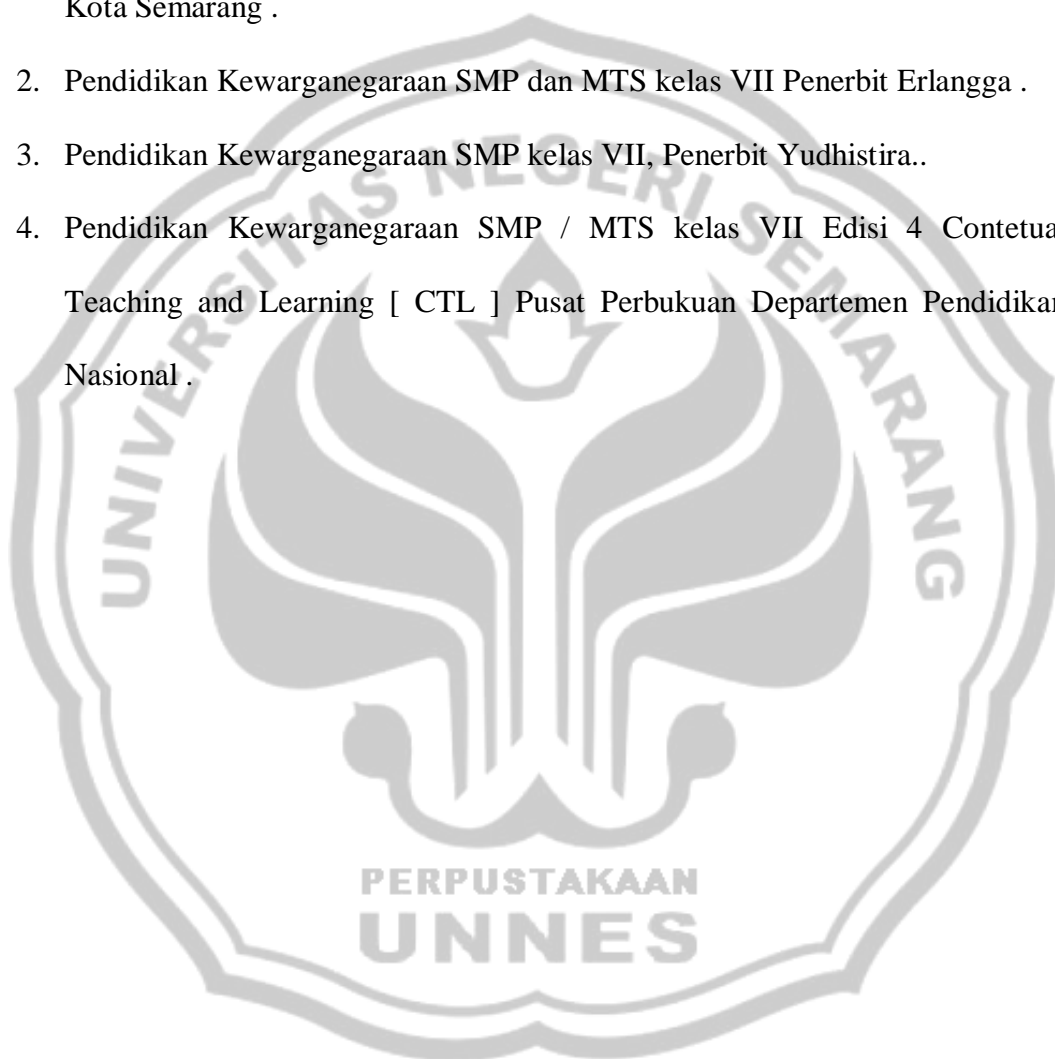 Kota Semarang .
2. Pendidikan Kewarganegaraan SMP dan MTS kelas VII Penerbit Erlangga .
3. Pendidikan Kewarganegaraan SMP kelas VII, Penerbit Yudhistira..
4. Pendidikan Kewarganegaraan SMP / MTS kelas VII Edisi 4 Contetua
Teaching and Learning [ CTL ] Pusat Perbukuan Departemen Pendidikan
Nasional .
UNIVERSITAS NEGERI SEMARANG
PERPUSTAKAAN
UNNES